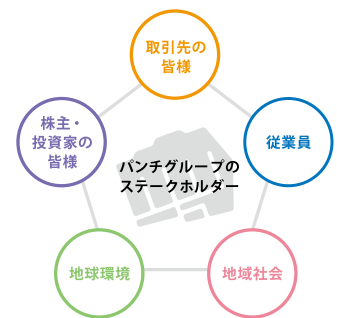 取引先の
皆様
株主・
投資家の
皆様
従業員
パンチグループの
ステークホルダー
地球環境
地域社会